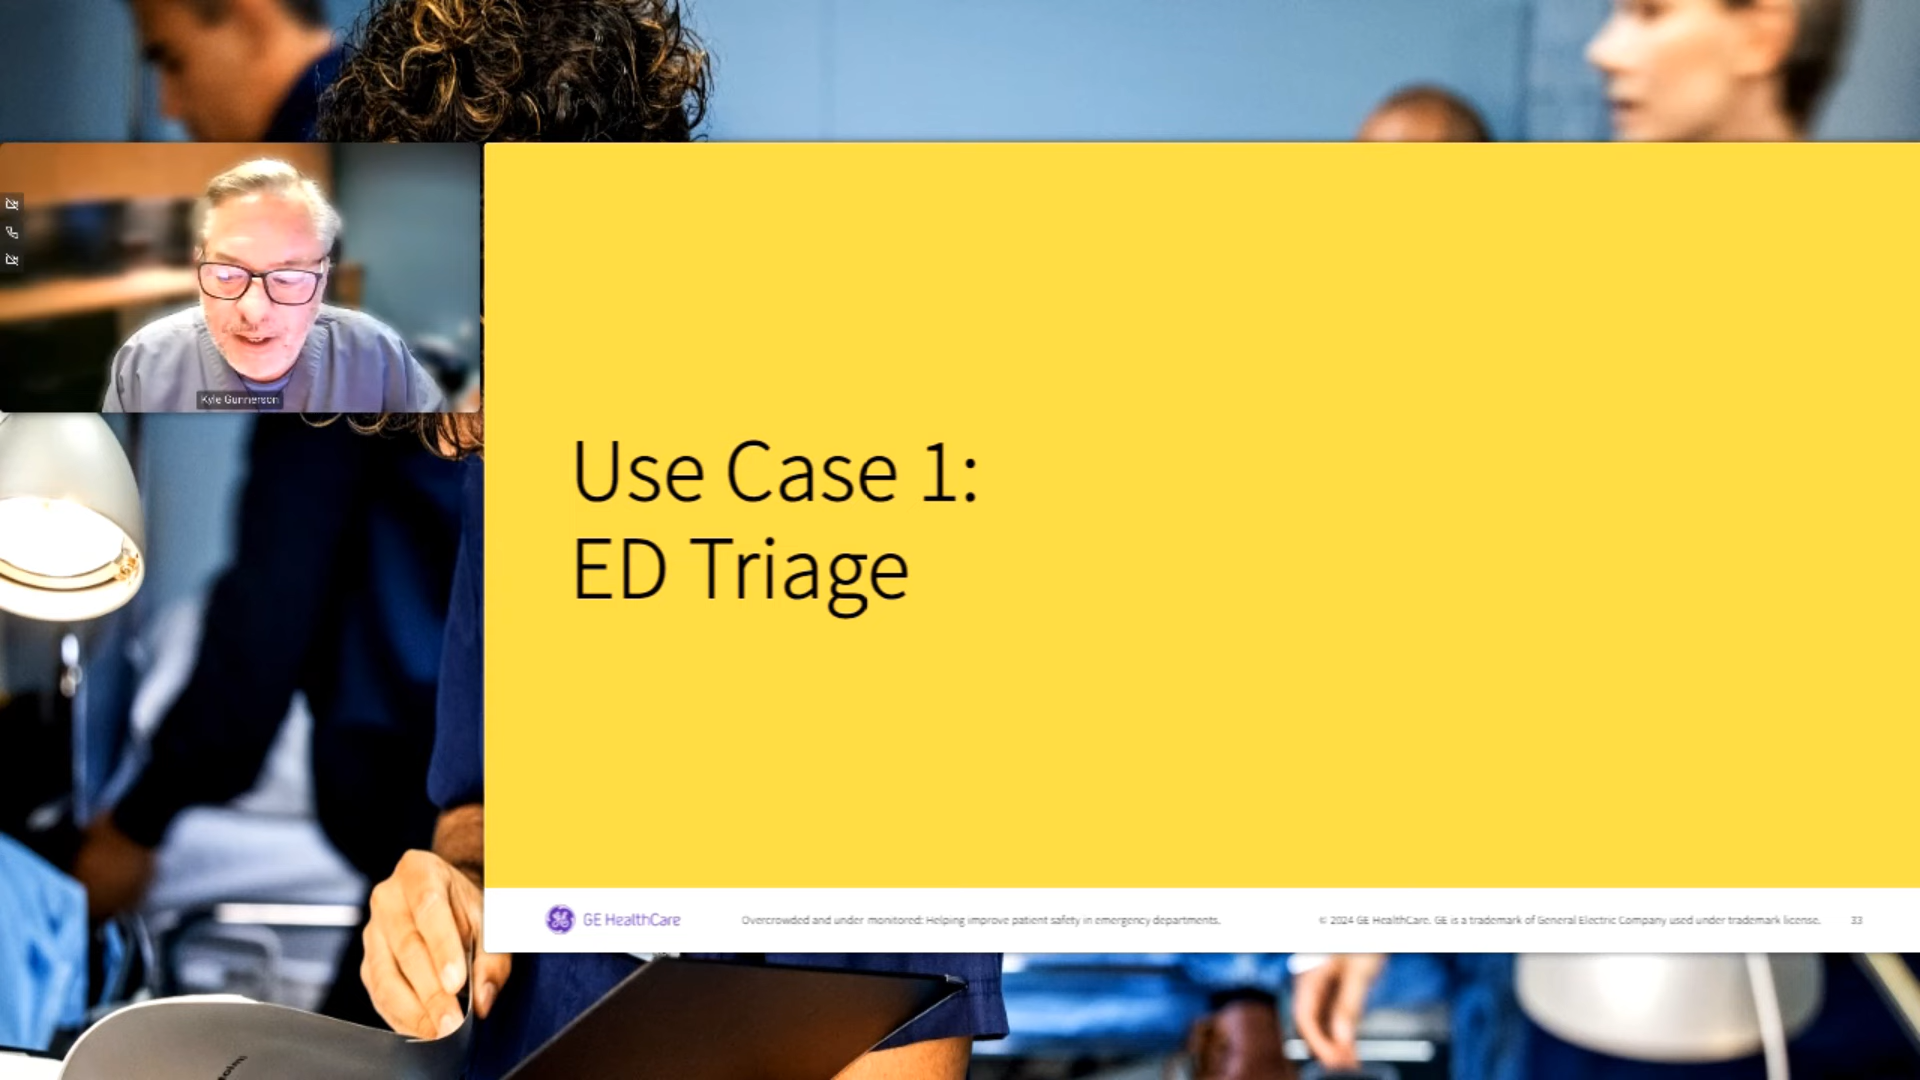 Kyle Gunnerson
Use Case 1:
ED Triage
GE HealthCare
Overcrowded and under monitored: Helping improve patient safety in emergency departments.
© 2024 GE HealthCare. GE is a trademark of General Electric Company used under trademark license.
33